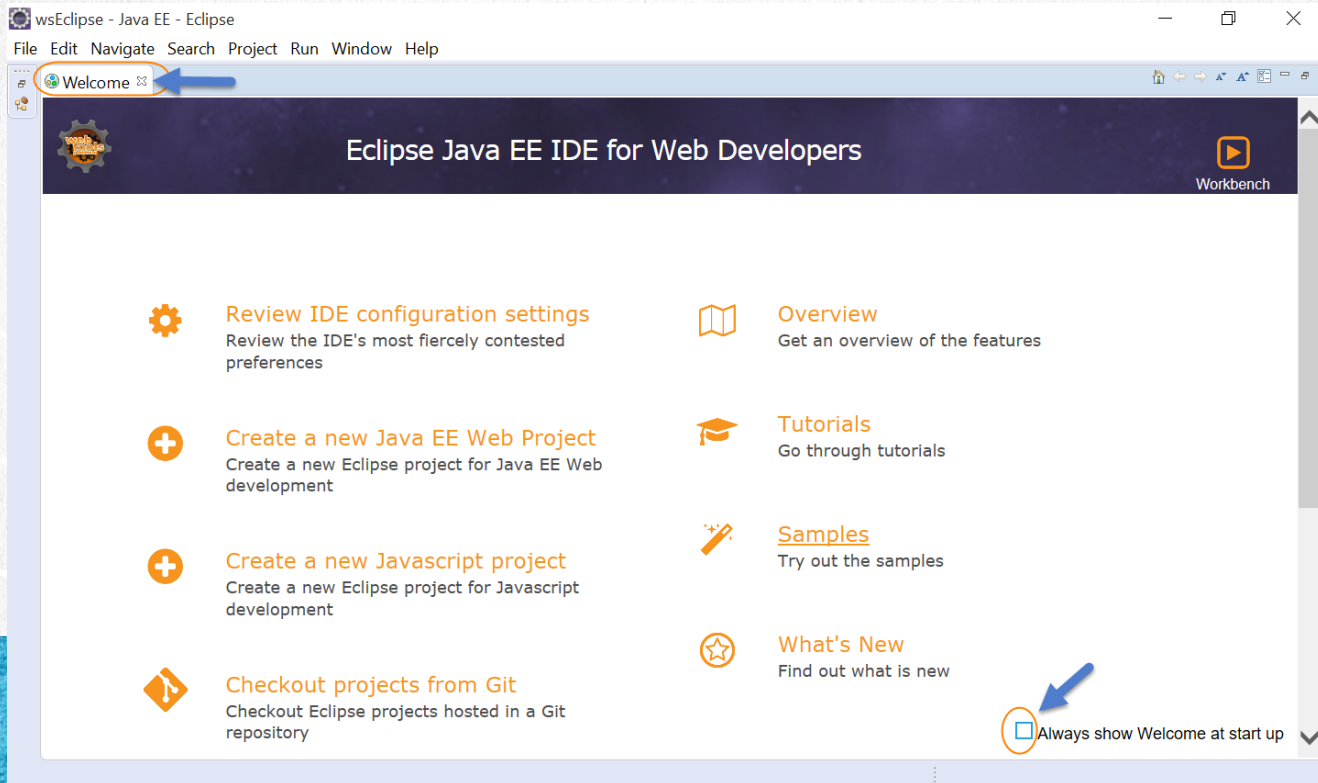 wsEclipse - Java EE - Eclipse
File Edit Navigate Search Project Run Window Help
Welcome
web
tools
Eclipse Java EE IDE for Web Developers
Workbench
Review IDE configuration settings
Review the IDE's most fiercely contested
preferences
Create a new Java EE Web Project
Create a new Eclipse project for Java EE Web
development
Create a new Javascript project
Create a new Eclipse project for Javascript
development
Checkout projects from Git
Checkout Eclipse projects hosted in a Git
repository
Overview
Get an overview of the features
Tutorials
Go through tutorials
Samples
Try out the samples
What's New
Find out what is new
Always show Welcome at start up